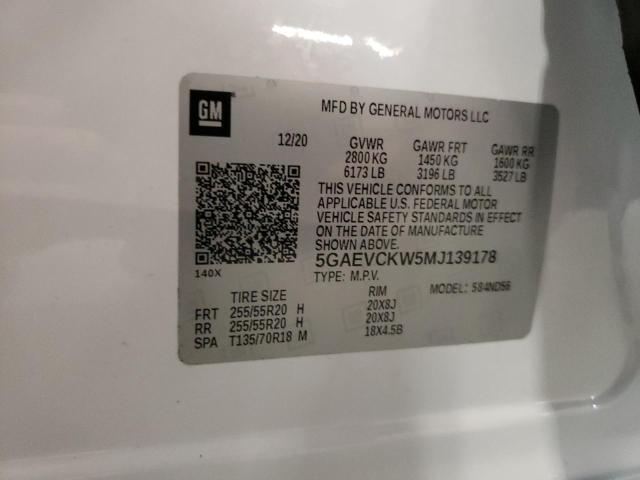 GM
MFD BY GENERAL MOTORS LLC
12/20 GVWR GAWR FRT GAWR RR
2800 KG 1450 KG 1600 KG
6173 LB 3196 LB 3527 LB
THIS VEHICLE CONFORMS TO ALL
APPLICABLE U.S. FEDERAL MOTOR
VEHICLE SAFETY STANDARDS IN EFFECT
ON THE DATE OF MANUFACTURE
SHOWN ABOVE.
140X
5GAEVCKW5MJ139178
TYPE: M.P.V. MODEL: 584ND56
TIRE SIZE RIM
FRT 255/55R20 H 20X8J
RR 255/55R20 H 20X8J
SPA T135/70R18 M 18X4.5B